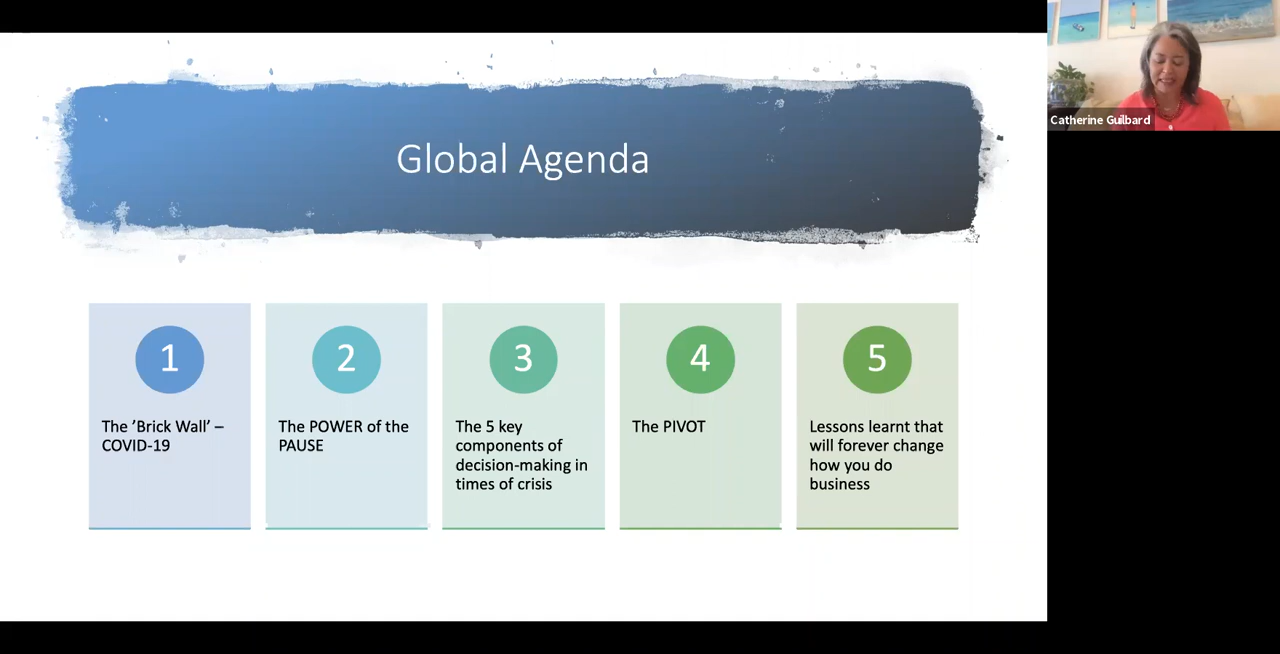 Global Agenda
1
The ’Brick Wall’ –
COVID-19
2
The POWER of the
PAUSE
3
The 5 key
components of
decision-making in
times of crisis
4
The PIVOT
5
Lessons learnt that
will forever change
how you do
business
Catherine Guilbard